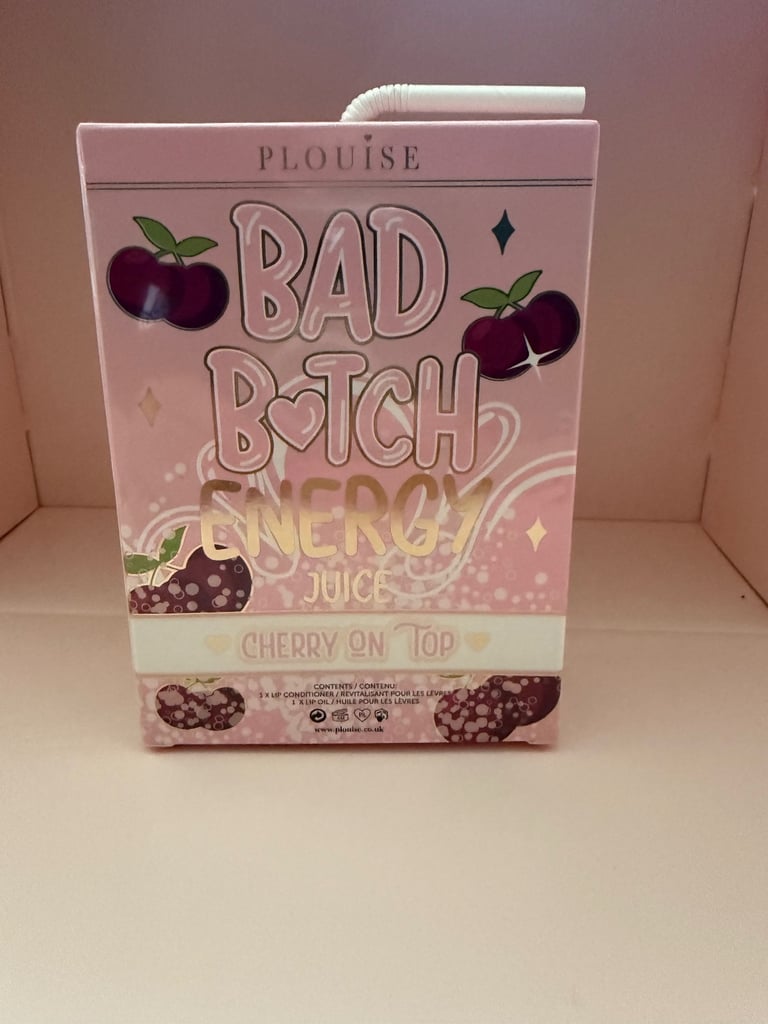 PLOUISE
BAD
B♡TCH
ENERGY
JUICE
CHERRY ON TOP
CONTENTS / CONTENU:
1 X LIP CONDITIONER / REVITALISANT POUR LES LÈVRES
1 X LIP OIL / HUILE POUR LES LÈVRES
www.plouise.co.uk